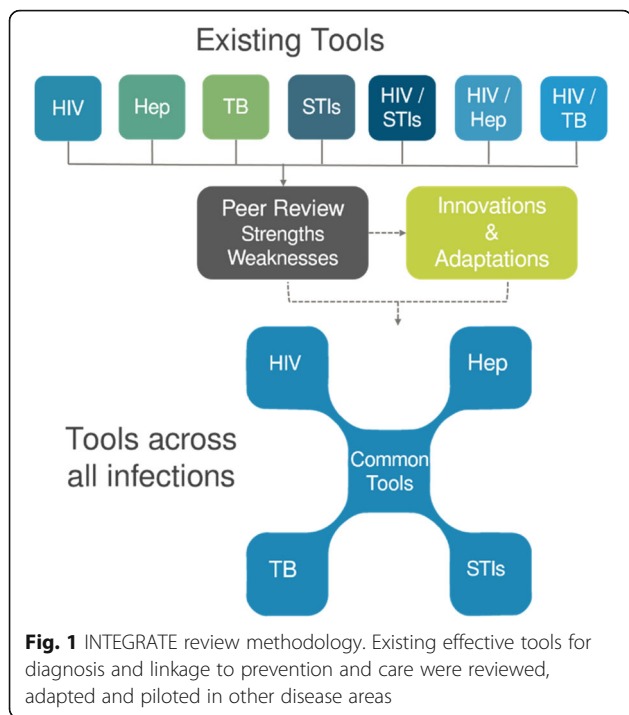 Existing Tools
HIV
Hep
TB
STIs
HIV /
STIs
HIV /
Hep
HIV /
TB
Peer Review
Strengths
Weaknesses
Innovations
&
Adaptations
HIV
Hep
Tools across
all infections
Common
Tools
TB
STIs
Fig. 1 INTEGRATE review methodology. Existing effective tools for
diagnosis and linkage to prevention and care were reviewed,
adapted and piloted in other disease areas